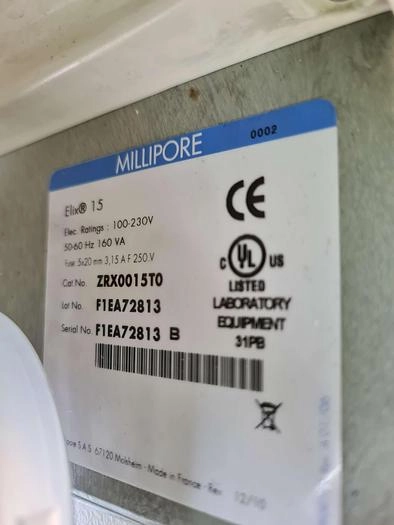 MILLIPORE
0002
Elix® 15
Elec. Ratings : 100-230V
50-60 Hz 160 VA
Fuse 5x20 mm 3,15 A F 250.V
Cat No. ZRX0015T0
Lot No. F1EA72813
Serial No. F1EA72813 B
CE
C UL US
LISTED
LABORATORY
EQUIPMENT
31PB
S.A.S. 67120 Molsheim - Made in France - Rev 12/10